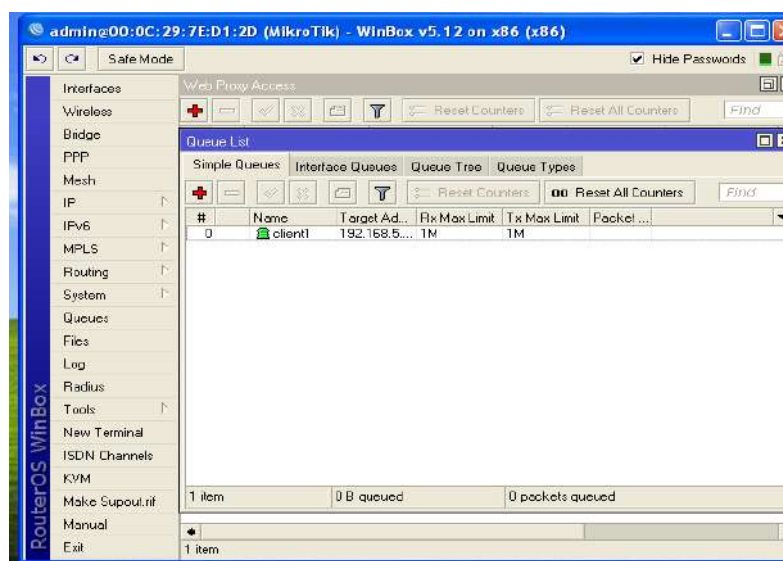 admin@00:0C:29:7E:D1:2D (MikroTik) - WinBox v5.12 on x86 (x86)
Safe Mode
Hide Passwords
Interfaces
Wireless
Bridge
PPP
Mesh
IP
IPv6
MPLS
Routing
System
Queues
Files
Log
Radius
Tools
New Terminal
ISDN Channels
KVM
Make Supout.rif
Manual
Exit
RouterOS WinBox
Web Proxy Access
Reset Counters
Reset All Counters
Find
Queue List
Simple Queues Interface Queues Queue Tree Queue Types
Reset Counters 00 Reset All Counters Find
# Name Target Ad... Rx Max Limit Tx Max Limit Packet ...
0 client1 192.168.5.... 1M 1M
1 item 0 B queued 0 packets queued
1 item